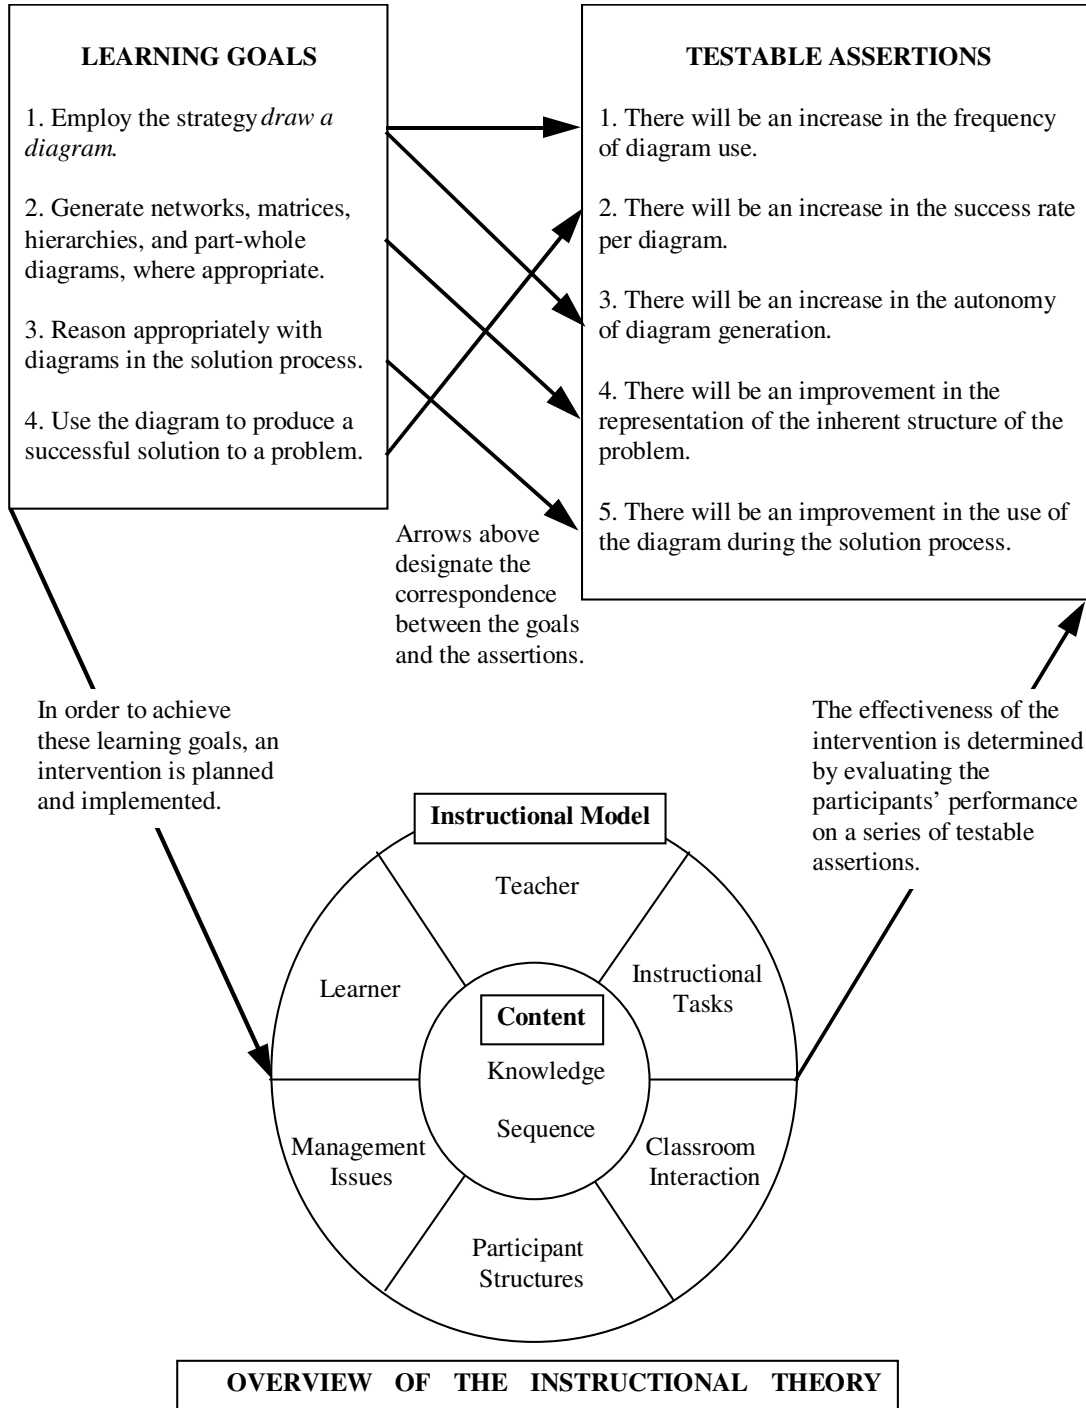 LEARNING GOALS
1. Employ the strategy draw a
diagram.
2. Generate networks, matrices,
hierarchies, and part-whole
diagrams, where appropriate.
3. Reason appropriately with
diagrams in the solution process.
4. Use the diagram to produce a
successful solution to a problem.
TESTABLE ASSERTIONS
1. There will be an increase in the frequency
of diagram use.
2. There will be an increase in the success rate
per diagram.
3. There will be an increase in the autonomy
of diagram generation.
4. There will be an improvement in the
representation of the inherent structure of the
problem.
5. There will be an improvement in the use of
the diagram during the solution process.
Arrows above
designate the
correspondence
between the goals
and the assertions.
In order to achieve
these learning goals, an
intervention is planned
and implemented.
The effectiveness of the
intervention is determined
by evaluating the
participants’ performance
on a series of testable
assertions.
Instructional Model
Teacher
Learner
Instructional
Tasks
Content
Knowledge
Sequence
Management
Issues
Classroom
Interaction
Participant
Structures
OVERVIEW OF THE INSTRUCTIONAL THEORY